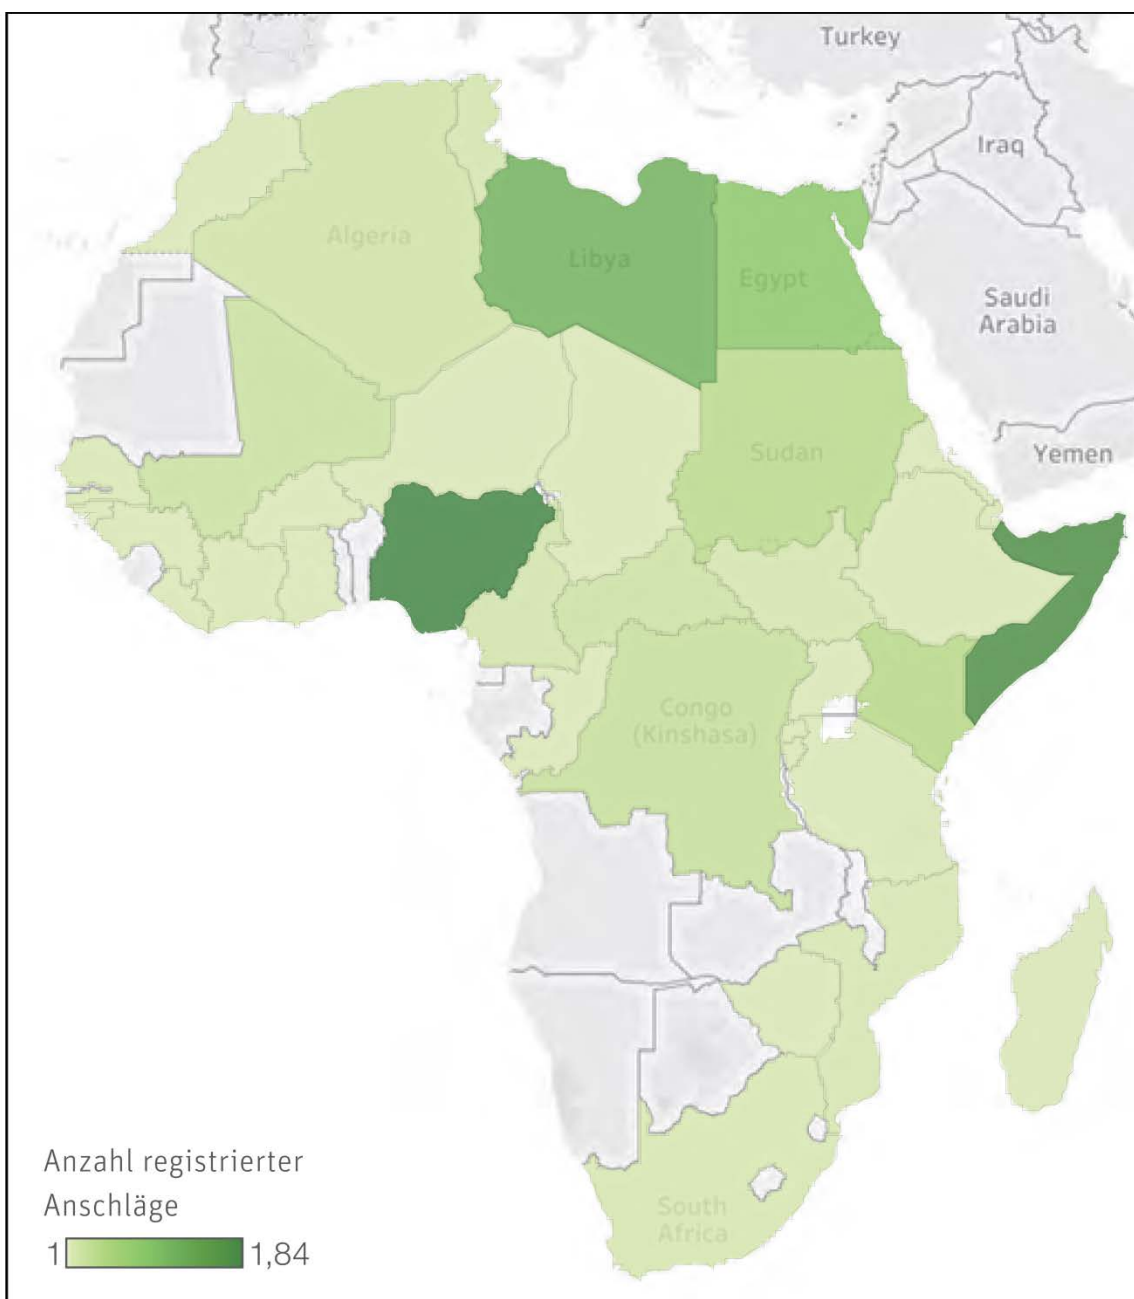 Spain
Turkey
Iraq
Algeria
Libya
Egypt
Saudi
Arabia
Sudan
Yemen
Congo
(Kinshasa)
South
Africa
Anzahl registrierter
Anschläge
1 1,84